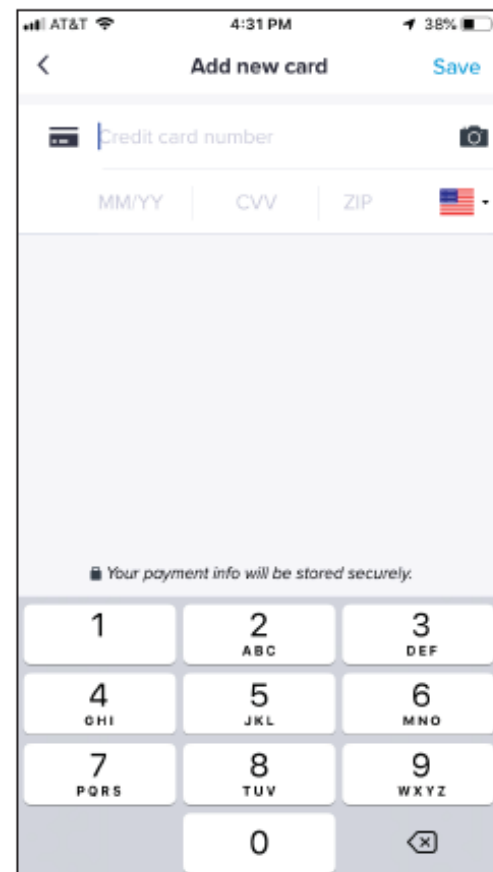 AT&T 4:31 PM 38%
Add new card Save
Credit card number
MM/YY CVV ZIP
Your payment info will be stored securely.
1 2 3
ABC DEF
4 5 6
GHI JKL MNO
7 8 9
PQRS TUV WXYZ
0